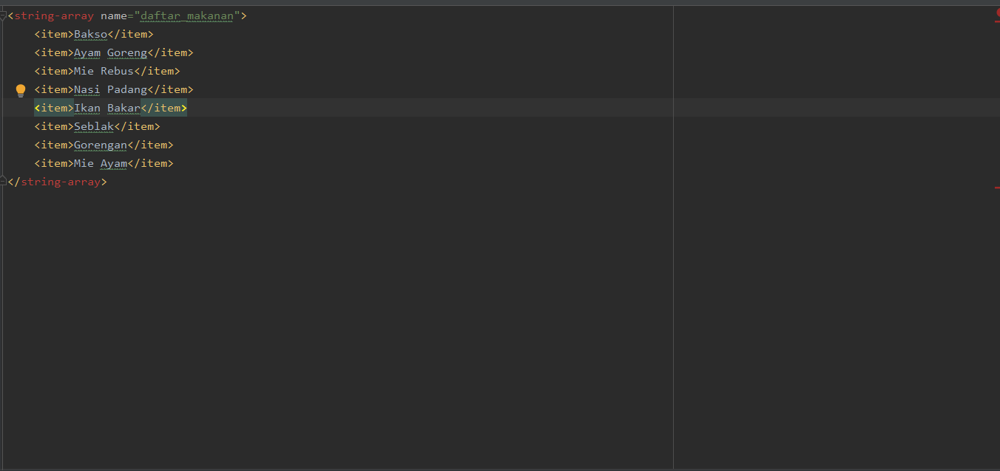 <string-array name="daftar_makanan">
<item>Bakso</item>
<item>Ayam Goreng</item>
<item>Mie Rebus</item>
<item>Nasi Padang</item>
<item>Ikan Bakar</item>
<item>Seblak</item>
<item>Gorengan</item>
<item>Mie Ayam</item>
</string-array>